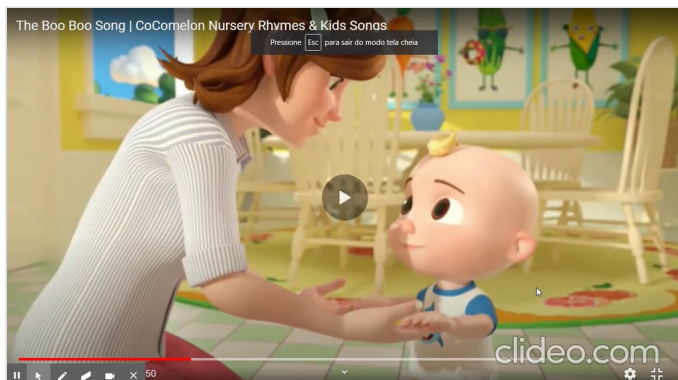 The Boo Boo Song | CoComelon Nursery Rhymes & Kids Songs
Pressione Esc para sair do modo tela cheia
clideo.com
50